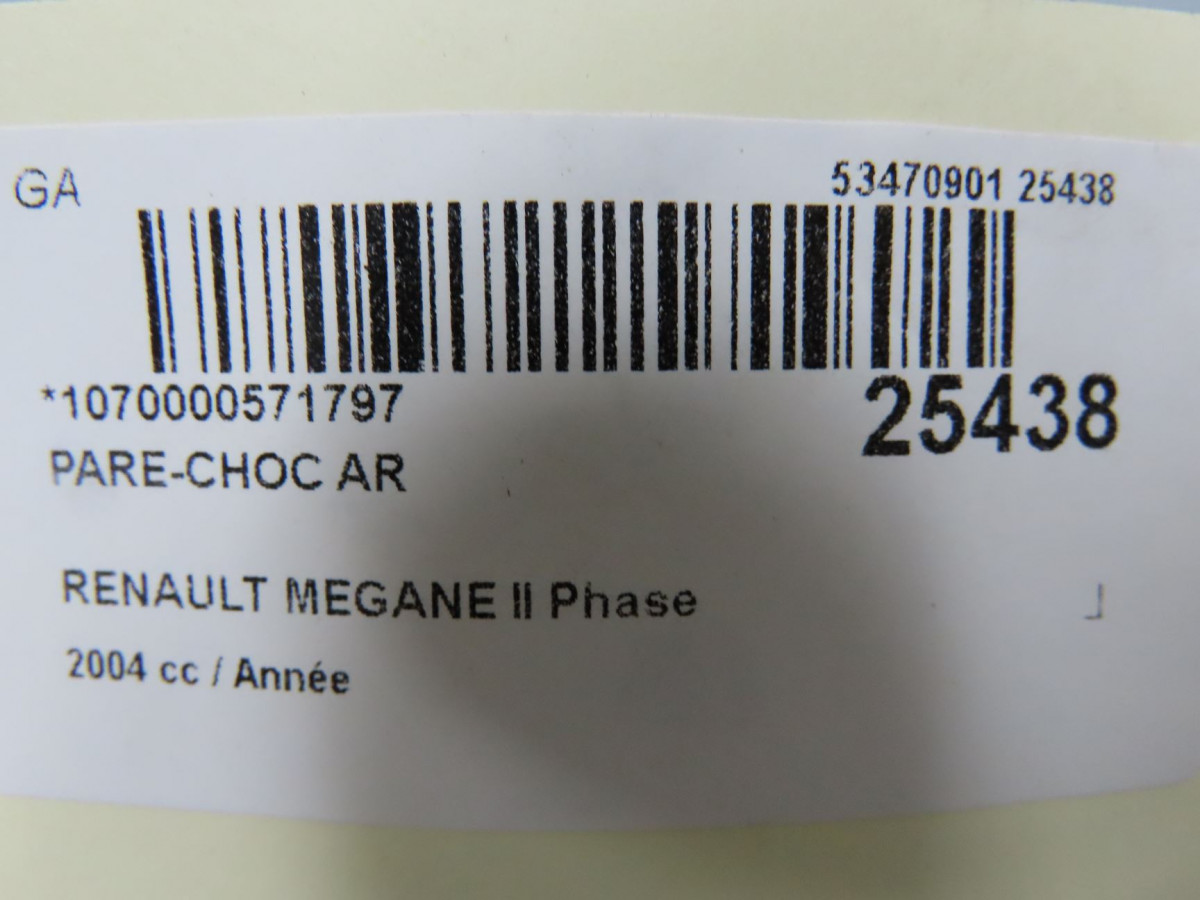 GA
53470901 25438
*1070000571797
25438
PARE-CHOC AR
RENAULT MEGANE II Phase
2004 cc / Année